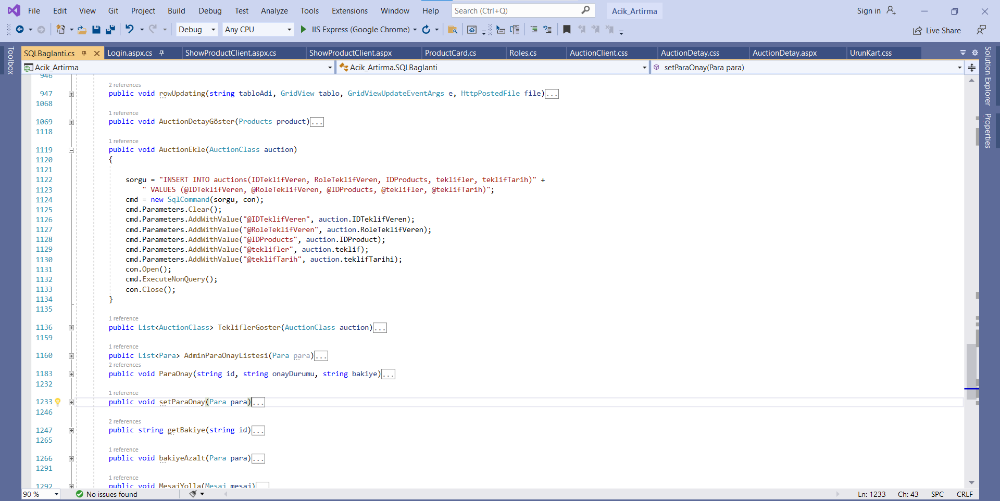 File Edit View Git Project Build Debug Test Analyze Tools Extensions Window Help Search (Ctrl+Q) Acik_Artirma Sign in
Debug Any CPU IIS Express (Google Chrome) Live Share
Toolbox
SQLBaglanti.cs Login.aspx.cs ShowProductClient.aspx.cs ShowProductClient.aspx ProductCard.cs Roles.cs AuctionClient.css AuctionDetay.css AuctionDetay.aspx UrunKart.css
Acik_Artirma Acik_Artirma.SQLBaglanti setParaOnay(Para para)
Solution Explorer
Properties
946
2 references
947 public void rowUpdating(string tabloAdi, GridView tablo, GridViewUpdateEventArgs e, HttpPostedFile file)...
1068
1 reference
1069 public void AuctionDetayGöster(Products product)...
1118
1 reference
1119 public void AuctionEkle(AuctionClass auction)
1120 {
1121
1122 sorgu = "INSERT INTO auctions(IDTeklifVeren, RoleTeklifVeren, IDProducts, teklifler, teklifTarih)" +
1123 " VALUES (@IDTeklifVeren, @RoleTeklifVeren, @IDProducts, @teklifler, @teklifTarih)";
1124 cmd = new SqlCommand(sorgu, con);
1125 cmd.Parameters.Clear();
1126 cmd.Parameters.AddWithValue("@IDTeklifVeren", auction.IDTeklifVeren);
1127 cmd.Parameters.AddWithValue("@RoleTeklifVeren", auction.RoleTeklifVeren);
1128 cmd.Parameters.AddWithValue("@IDProducts", auction.IDProduct);
1129 cmd.Parameters.AddWithValue("@teklifler", auction.teklif);
1130 cmd.Parameters.AddWithValue("@teklifTarih", auction.teklifTarihi);
1131 con.Open();
1132 cmd.ExecuteNonQuery();
1133 con.Close();
1134 }
1135
1 reference
1136 public List<AuctionClass> TekliflerGoster(AuctionClass auction)...
1159
1 reference
1160 public List<Para> AdminParaOnayListesi(Para para)...
2 references
1183 public void ParaOnay(string id, string onayDurumu, string bakiye)...
1232
1 reference
1233 public void setParaOnay(Para para)...
1246
2 references
1247 public string getBakiye(string id)...
1265
1 reference
1266 public void bakiyeAzalt(Para para)...
1291
1 reference
1292 public void MesajYolla(Mesaj mesaj)
90 % No issues found Ln: 1233 Ch: 43 SPC CRLF